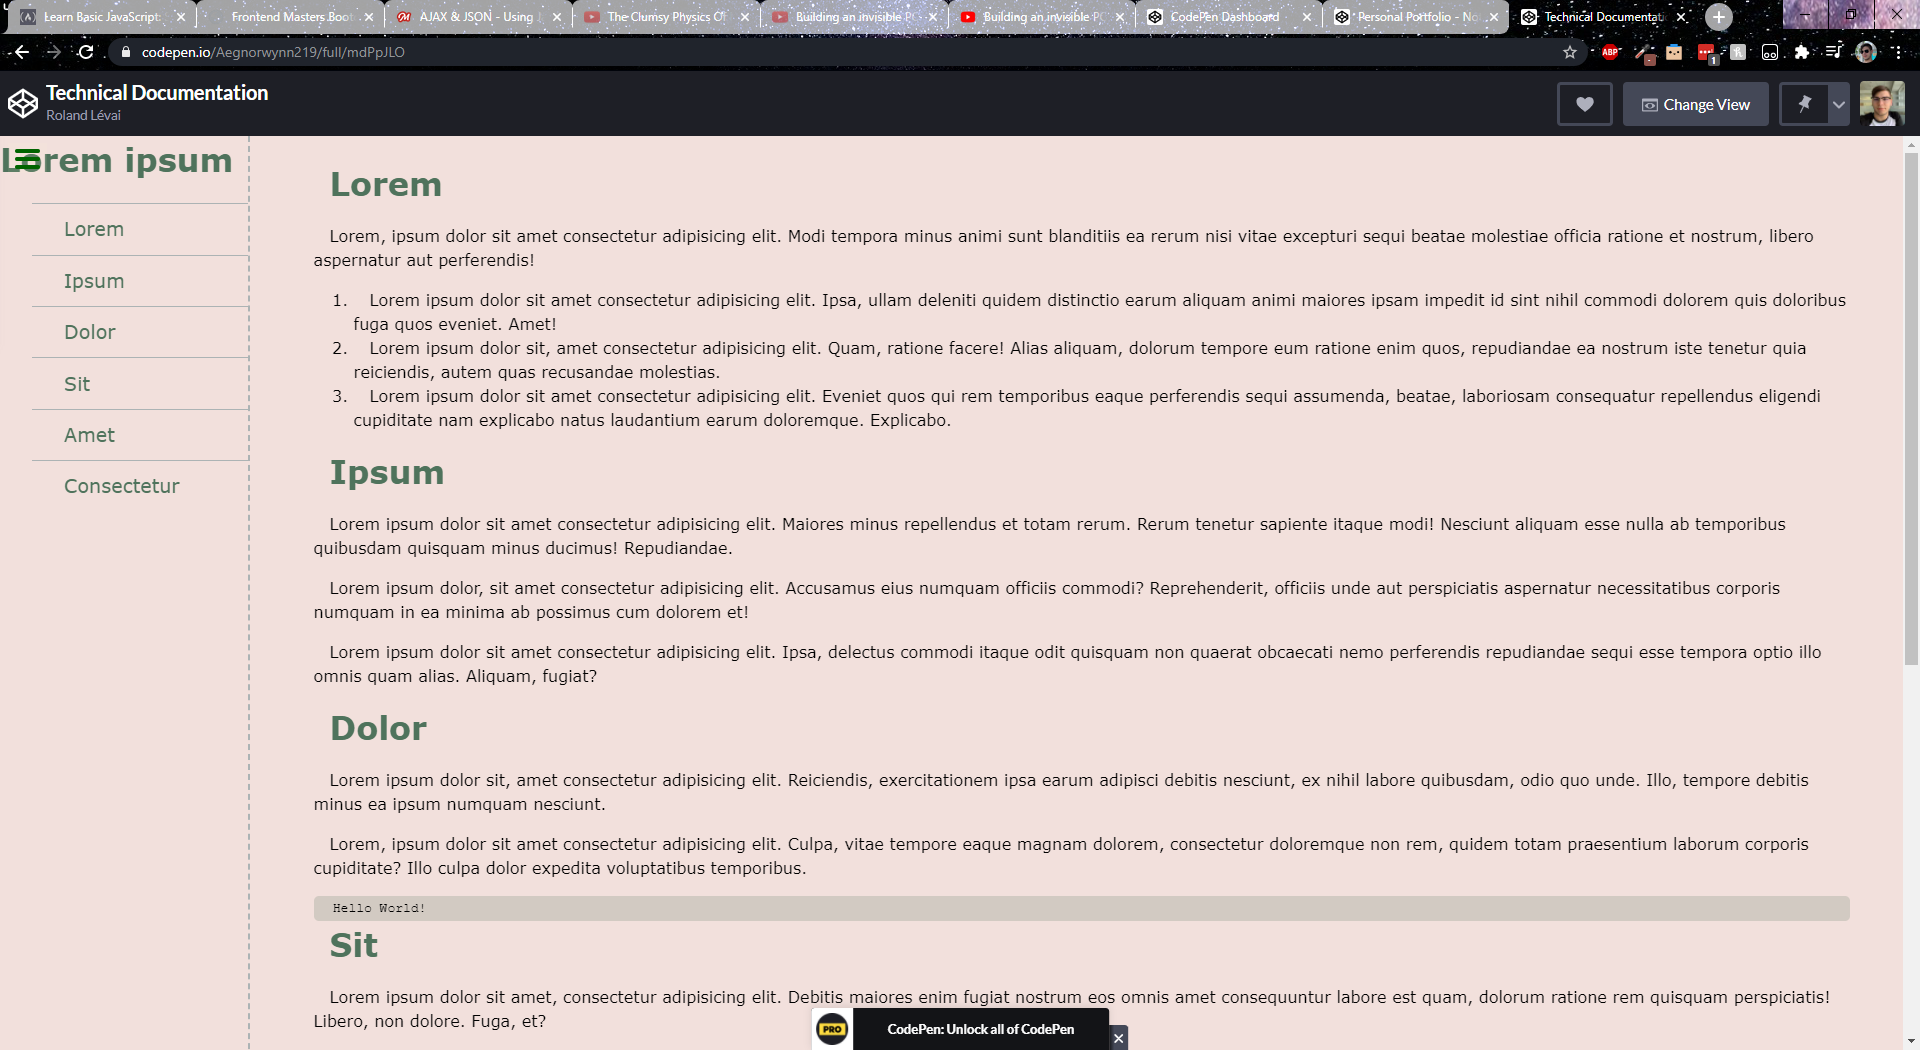 Learn Basic JavaScript:
Frontend Masters Boot
AJAX & JSON - Using
The Clumsy Physics
Building an invisible PC
Building an invisible PC
CodePen Dashboard
Personal Portfolio - No
Technical Documentati
codepen.io/Aegnorwynn219/full/mdPpJLO
ABP
1
Technical Documentation
Roland Lévai
Change View
Lorem ipsum
Lorem
Ipsum
Dolor
Sit
Amet
Consectetur
Lorem
Lorem, ipsum dolor sit amet consectetur adipisicing elit. Modi tempora minus animi sunt blanditiis ea rerum nisi vitae excepturi sequi beatae molestiae officia ratione et nostrum, libero
aspernatur aut perferendis!
1. Lorem ipsum dolor sit amet consectetur adipisicing elit. Ipsa, ullam deleniti quidem distinctio earum aliquam animi maiores ipsam impedit id sint nihil commodi dolorem quis doloribus
fuga quos eveniet. Amet!
2. Lorem ipsum dolor sit, amet consectetur adipisicing elit. Quam, ratione facere! Alias aliquam, dolorum tempore eum ratione enim quos, repudiandae ea nostrum iste tenetur quia
reiciendis, autem quas recusandae molestias.
3. Lorem ipsum dolor sit amet consectetur adipisicing elit. Eveniet quos qui rem temporibus eaque perferendis sequi assumenda, beatae, laboriosam consequatur repellendus eligendi
cupiditate nam explicabo natus laudantium earum doloremque. Explicabo.
Ipsum
Lorem ipsum dolor sit amet consectetur adipisicing elit. Maiores minus repellendus et totam rerum. Rerum tenetur sapiente itaque modi! Nesciunt aliquam esse nulla ab temporibus
quibusdam quisquam minus ducimus! Repudiandae.
Lorem ipsum dolor, sit amet consectetur adipisicing elit. Accusamus eius numquam officiis commodi? Reprehenderit, officiis unde aut perspiciatis aspernatur necessitatibus corporis
numquam in ea minima ab possimus cum dolorem et!
Lorem ipsum dolor sit amet consectetur adipisicing elit. Ipsa, delectus commodi itaque odit quisquam non quaerat obcaecati nemo perferendis repudiandae sequi esse tempora optio illo
omnis quam alias. Aliquam, fugiat?
Dolor
Lorem ipsum dolor sit, amet consectetur adipisicing elit. Reiciendis, exercitationem ipsa earum adipisci debitis nesciunt, ex nihil labore quibusdam, odio quo unde. Illo, tempore debitis
minus ea ipsum numquam nesciunt.
Lorem, ipsum dolor sit amet consectetur adipisicing elit. Culpa, vitae tempore eaque magnam dolorem, consectetur doloremque non rem, quidem totam praesentium laborum corporis
cupiditate? Illo culpa dolor expedita voluptatibus temporibus.
Hello World!
Sit
Lorem ipsum dolor sit amet, consectetur adipisicing elit. Debitis maiores enim fugiat nostrum eos omnis amet consequuntur labore est quam, dolorum ratione rem quisquam perspiciatis!
Libero, non dolore. Fuga, et?
PRO
CodePen: Unlock all of CodePen